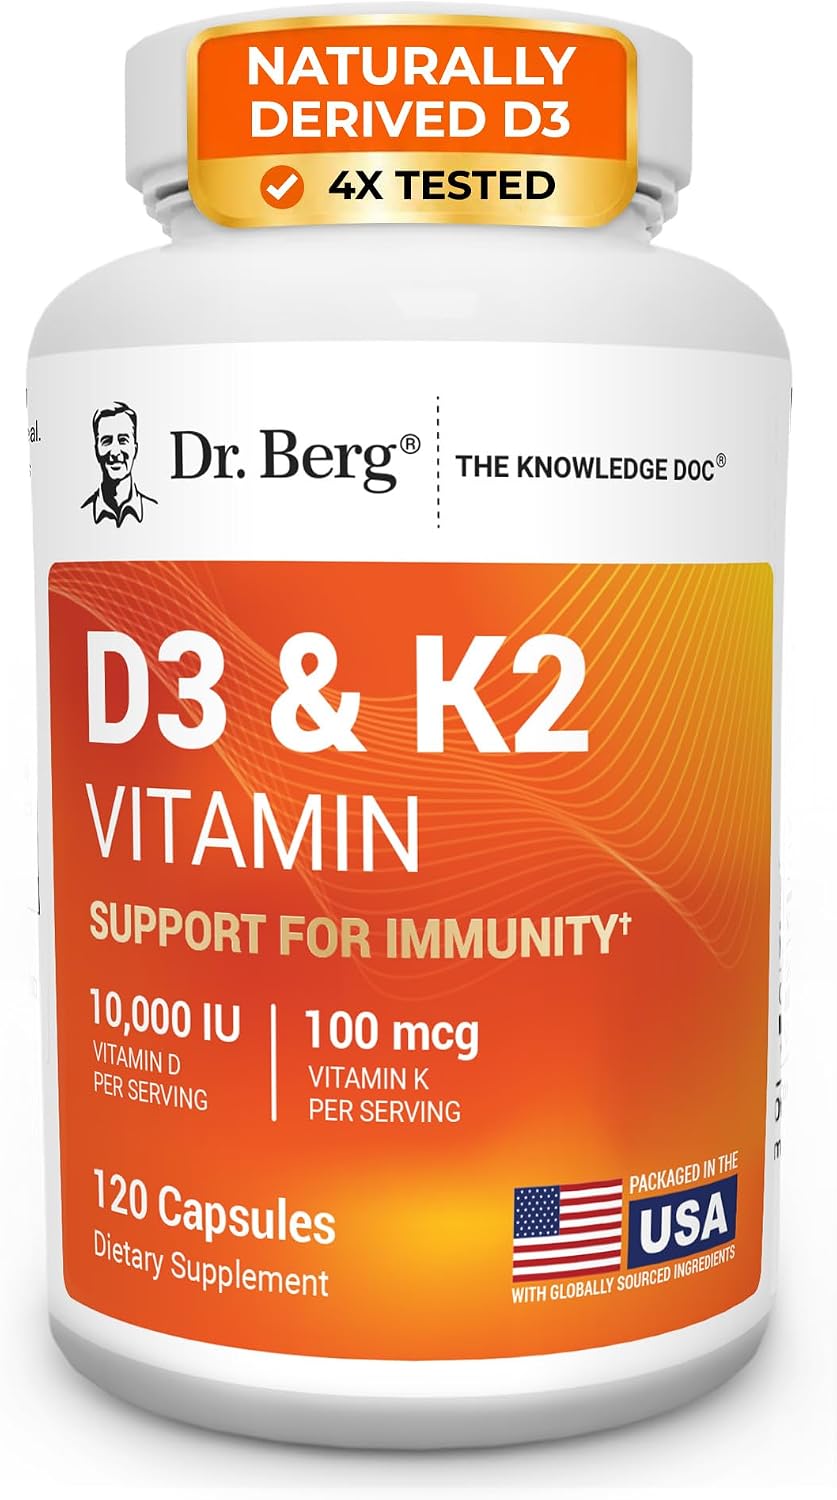 NATURALLY
DERIVED D3
4X TESTED
Dr. Berg®
THE KNOWLEDGE DOC®
D3 & K2
VITAMIN
SUPPORT FOR IMMUNITY†
10,000 IU
VITAMIN D
PER SERVING
100 mcg
VITAMIN K
PER SERVING
120 Capsules
Dietary Supplement
PACKAGED IN THE
USA
WITH GLOBALLY SOURCED INGREDIENTS